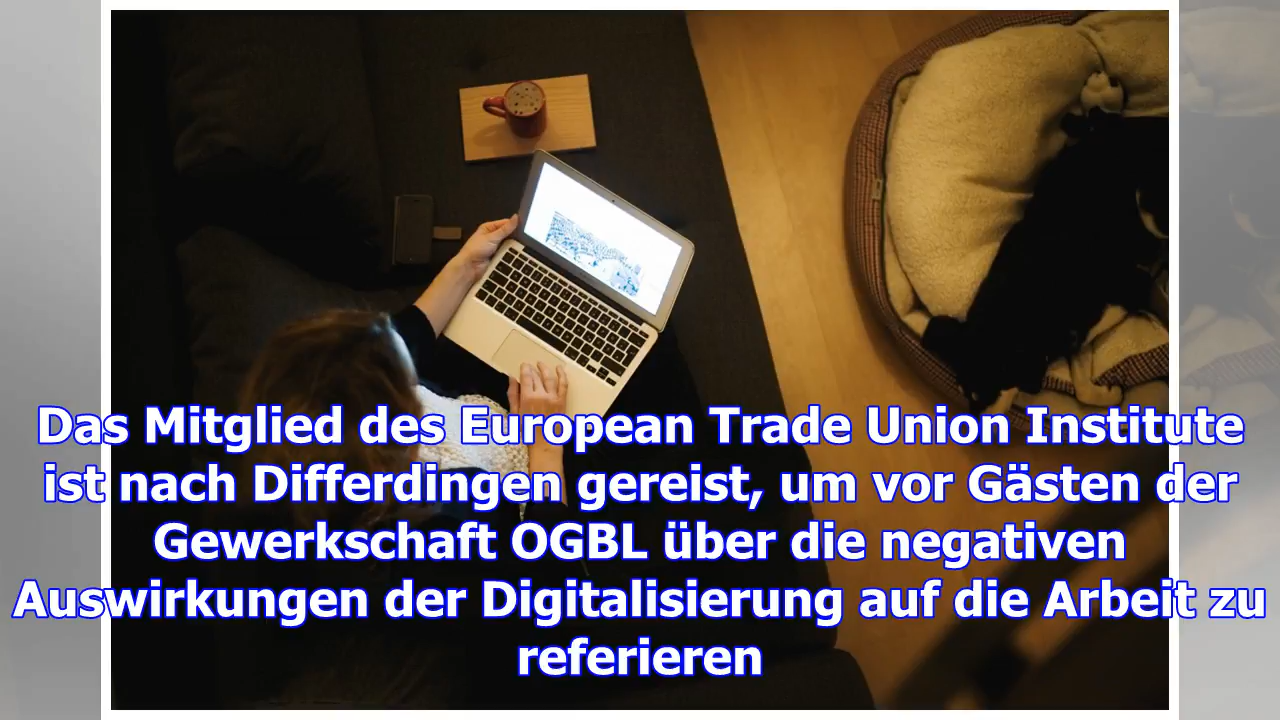 Das Mitglied des European Trade Union Institute
ist nach Differdingen gereist, um vor Gästen der
Gewerkschaft OGBL über die negativen
Auswirkungen der Digitalisierung auf die Arbeit zu
referieren